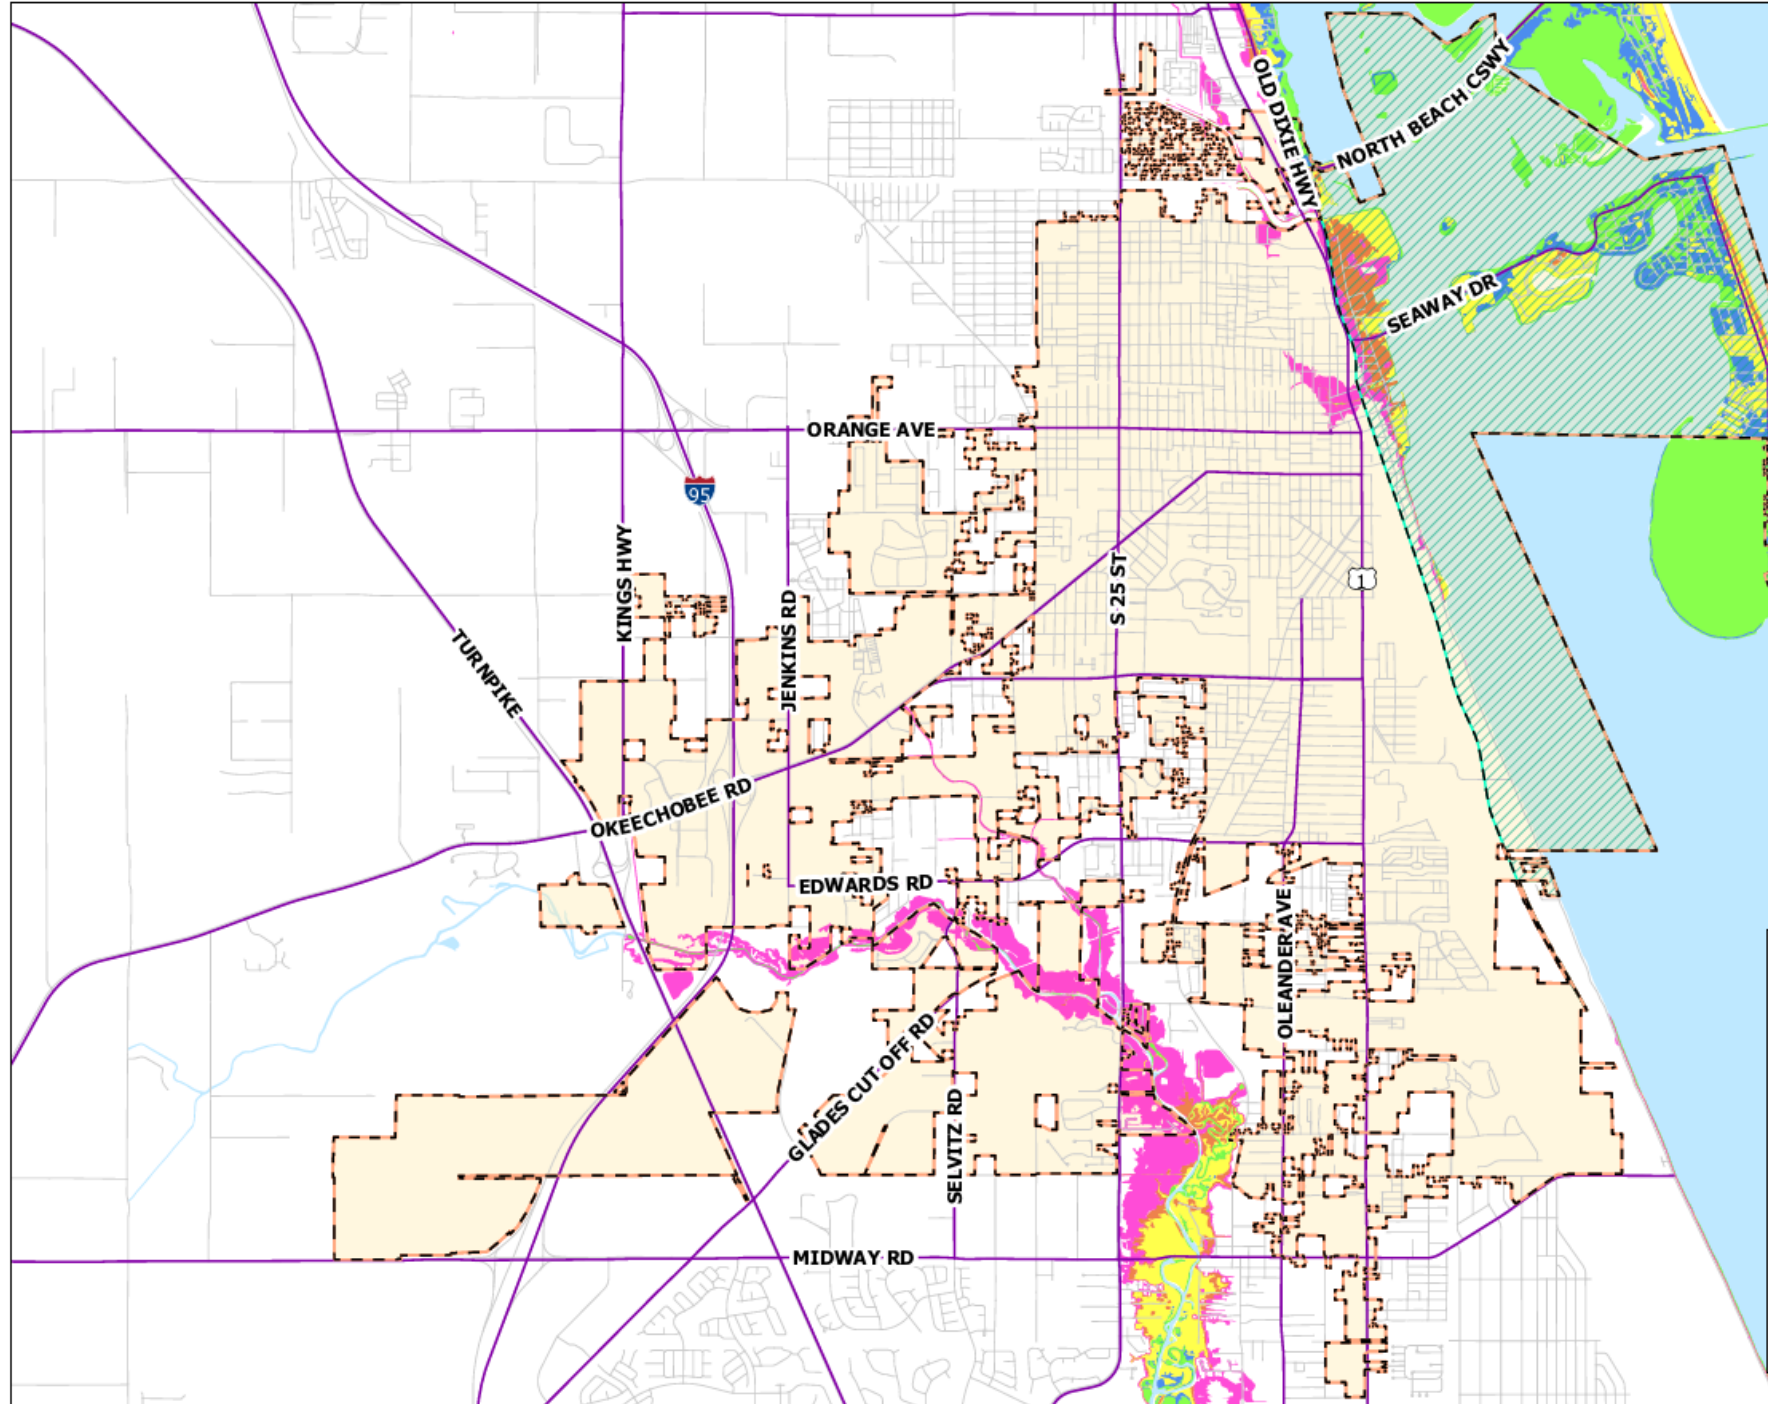 OLD DIXIE HWY
NORTH BEACH CSWY
SEAWAY DR
ORANGE AVE
95
KINGS HWY
S 25 ST
1
JENKINS RD
TURNPIKE
OKEECHOBEE RD
EDWARDS RD
OLEANDER AVE
GLADES CUT OFF RD
SELVITZ RD
MIDWAY RD